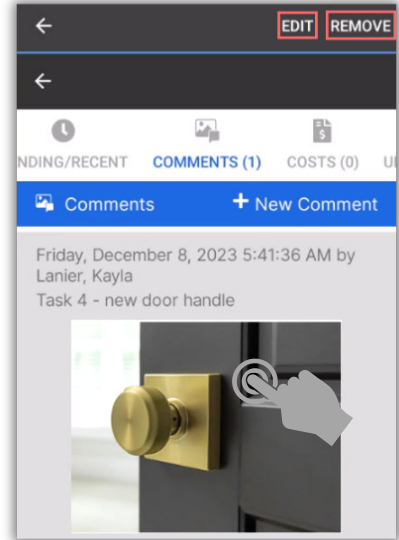 EDIT REMOVE
NDING/RECENT COMMENTS (1) COSTS (0) U
Comments + New Comment
Friday, December 8, 2023 5:41:36 AM by
Lanier, Kayla
Task 4 - new door handle